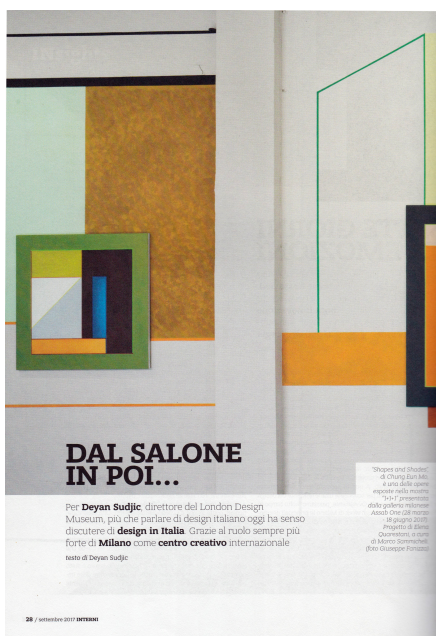 DAL SALONE
IN POI...
Per Deyan Sudjic, direttore del London Design
Museum, più che parlare di design italiano oggi ha senso
discutere di design in Italia. Grazie al ruolo sempre più
forte di Milano come centro creativo internazionale
testo di Deyan Sudjic
"Shapes and Shades",
di Chung Eun Mo,
è una delle opere
esposte nella mostra
"1+1+1" presentata
dalla galleria milanese
Assab One (28 marzo
- 18 giugno 2017).
Progetto di Elena
Quarestani, a cura
di Marco Sammicheli.
(foto Giuseppe Fanizza)
28 / settembre 2017 INTERNI